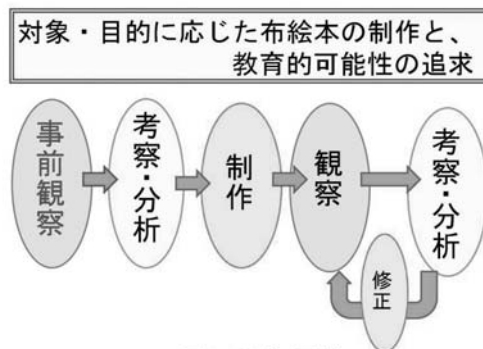 対象・目的に応じた布絵本の制作と、
教育的可能性の追求
事前観察
考察・分析
制作
観察
考察・分析
修正